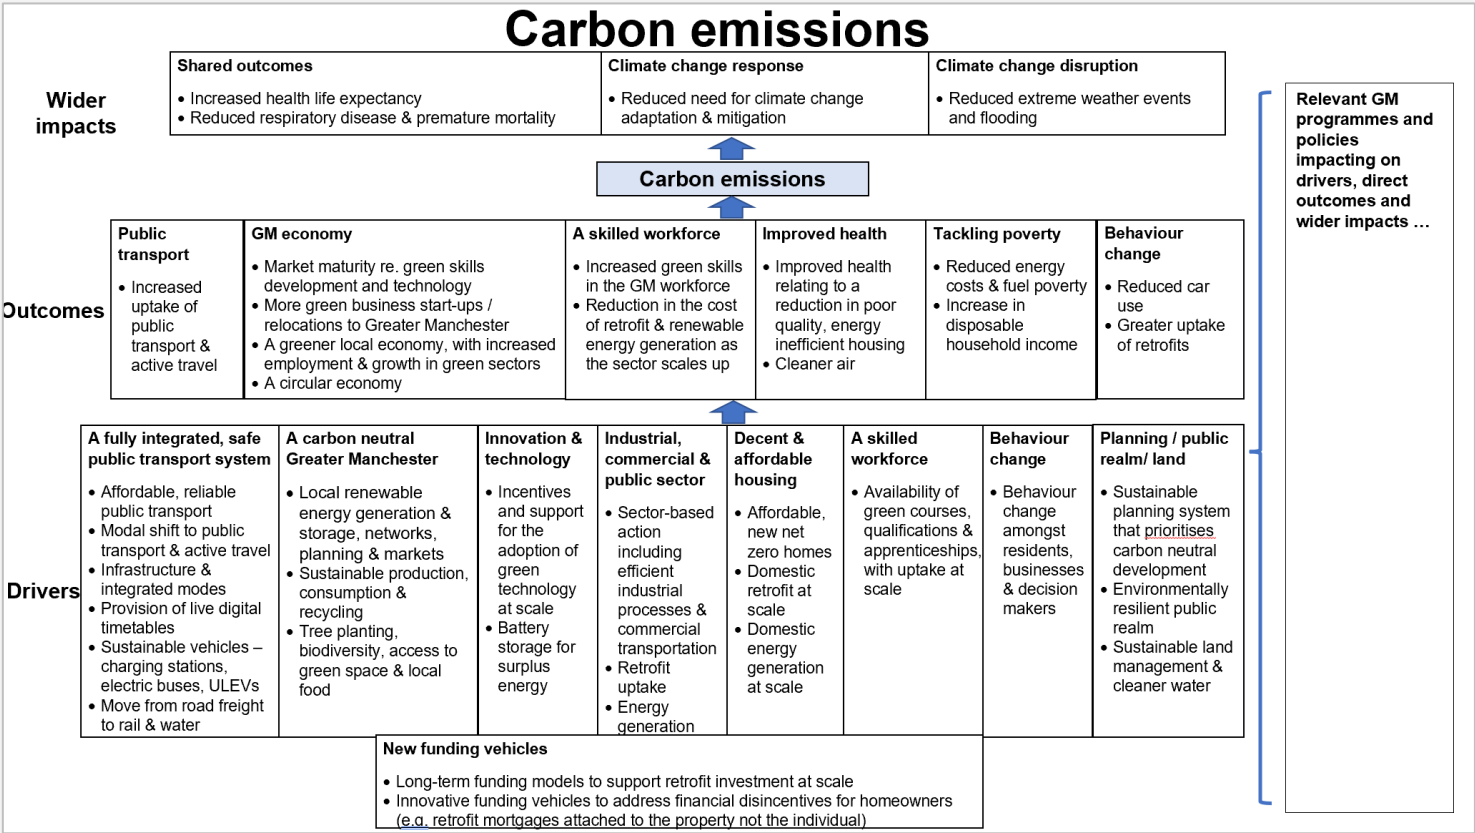 Carbon emissions
Wider
impacts
Shared outcomes
• Increased health life expectancy
• Reduced respiratory disease & premature mortality
Climate change response
• Reduced need for climate change
adaptation & mitigation
Climate change disruption
• Reduced extreme weather events
and flooding
Carbon emissions
Outcomes
Public
transport
• Increased
uptake of
public
transport &
active travel
GM economy
• Market maturity re. green skills
development and technology
• More green business start-ups /
relocations to Greater Manchester
• A greener local economy, with increased
employment & growth in green sectors
• A circular economy
A skilled workforce
• Increased green skills
in the GM workforce
• Reduction in the cost
of retrofit & renewable
energy generation as
the sector scales up
Improved health
• Improved health
relating to a
reduction in poor
quality, energy
inefficient housing
• Cleaner air
Tackling poverty
• Reduced energy
costs & fuel poverty
• Increase in
disposable
household income
Behaviour
change
• Reduced car
use
• Greater uptake
of retrofits
Drivers
A fully integrated, safe
public transport system
• Affordable, reliable
public transport
• Modal shift to public
transport & active travel
• Infrastructure &
integrated modes
• Provision of live digital
timetables
• Sustainable vehicles –
charging stations,
electric buses, ULEVs
• Move from road freight
to rail & water
A carbon neutral
Greater Manchester
• Local renewable
energy generation &
storage, networks,
planning & markets
• Sustainable production,
consumption &
recycling
• Tree planting,
biodiversity, access to
green space & local
food
Innovation &
technology
• Incentives
and support
for the
adoption of
green
technology
at scale
• Battery
storage for
surplus
energy
Industrial,
commercial &
public sector
• Sector-based
action
including
efficient
industrial
processes &
commercial
transportation
• Retrofit
uptake
• Energy
generation
Decent &
affordable
housing
• Affordable,
new net
zero homes
• Domestic
retrofit at
scale
• Domestic
energy
generation
at scale
A skilled
workforce
• Availability of
green courses,
qualifications &
apprenticeships,
with uptake at
scale
Behaviour
change
• Behaviour
change
amongst
residents,
businesses
& decision
makers
Planning / public
realm/ land
• Sustainable
planning system
that prioritises
carbon neutral
development
• Environmentally
resilient public
realm
• Sustainable land
management &
cleaner water
New funding vehicles
• Long-term funding models to support retrofit investment at scale
• Innovative funding vehicles to address financial disincentives for homeowners
(e.g. retrofit mortgages attached to the property not the individual)
Relevant GM
programmes and
policies
impacting on
drivers, direct
outcomes and
wider impacts …